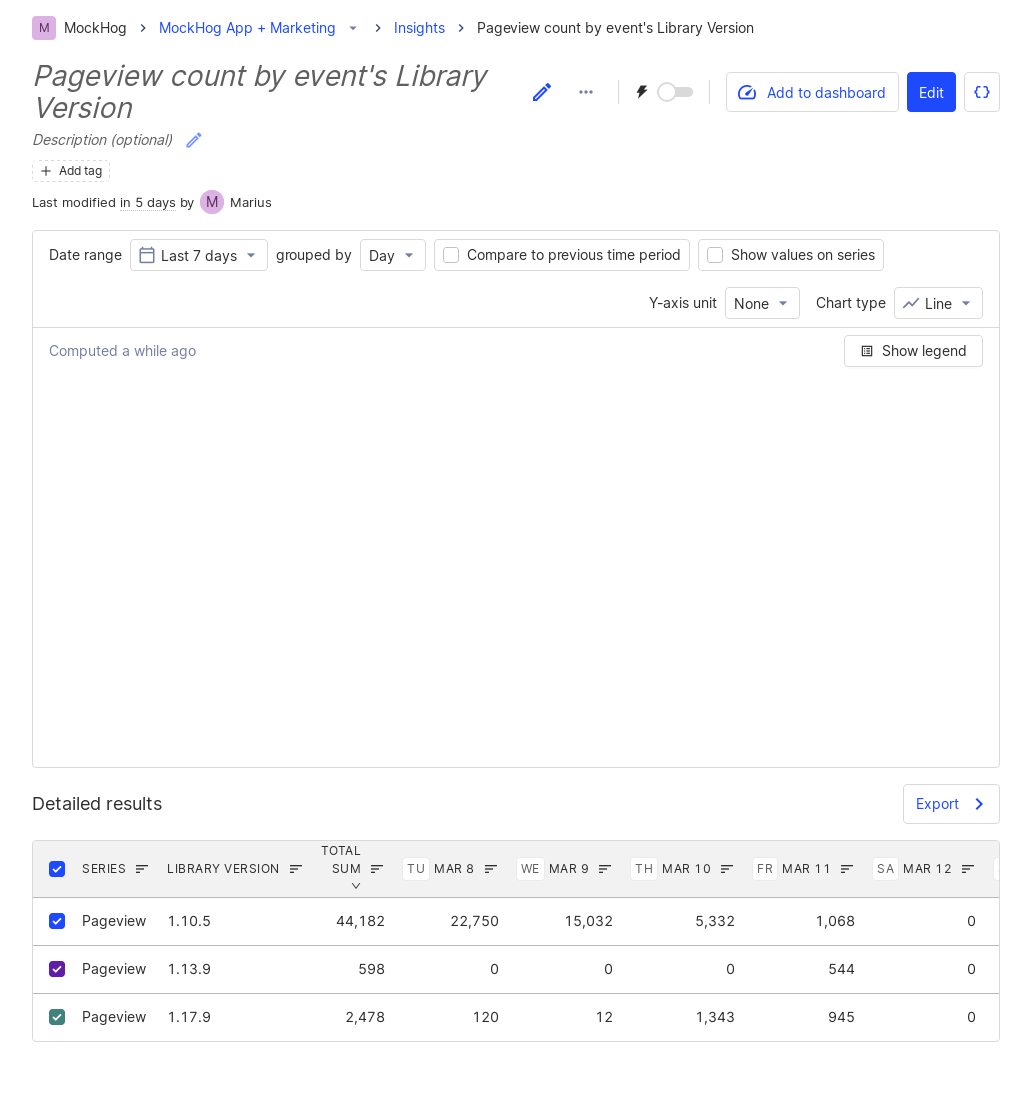 M MockHog > MockHog App + Marketing > Insights > Pageview count by event's Library Version
Pageview count by event's Library
Version
Add to dashboard Edit
Description (optional)
Add tag
Last modified in 5 days by M Marius
Date range Last 7 days grouped by Day Compare to previous time period Show values on series
Y-axis unit None Chart type Line
Computed a while ago Show legend
Detailed results Export
SERIES LIBRARY VERSION TOTAL SUM TU MAR 8 WE MAR 9 TH MAR 10 FR MAR 11 SA MAR 12
Pageview 1.10.5 44,182 22,750 15,032 5,332 1,068 0
Pageview 1.13.9 598 0 0 0 544 0
Pageview 1.17.9 2,478 120 12 1,343 945 0